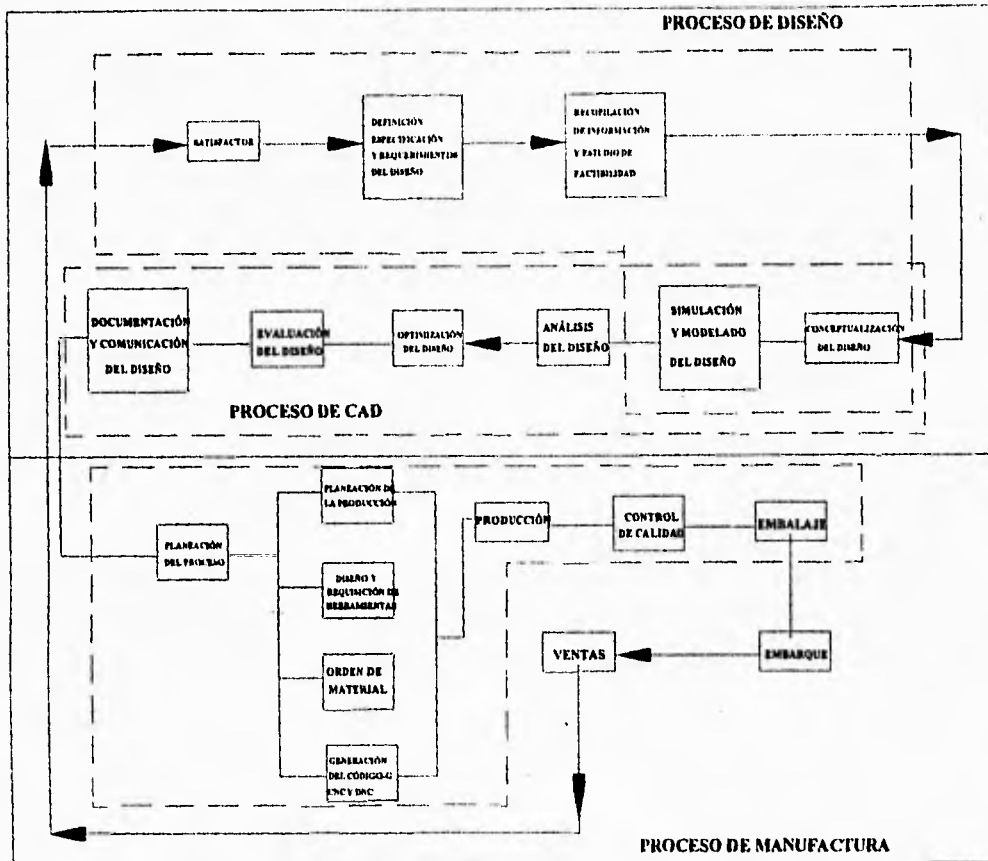 PROCESO DE DISEÑO
SATISFACTOR
DEFINICIÓN
ESPECIFICACIÓN
Y REQUERIMIENTOS
DEL DISEÑO
RECOPILACIÓN
DE INFORMACIÓN
Y ESTUDIO DE
FACTIBILIDAD
DOCUMENTACIÓN
Y COMUNICACIÓN
DEL DISEÑO
EVALUACIÓN
DEL DISEÑO
OPTIMIZACIÓN
DEL DISEÑO
ANÁLISIS
DEL DISEÑO
SIMULACIÓN
Y MODELADO
DEL DISEÑO
CONCEPTUALIZACIÓN
DEL DISEÑO
PROCESO DE CAD
PLANEACIÓN
DEL PROCESO
PLANEACIÓN DE
LA PRODUCCIÓN
DISEÑO Y
REQUISICIÓN DE
HERRAMIENTAS
ORDEN DE
MATERIAL
GENERACIÓN
DEL CÓDIGO-G
CNC Y DNC
PRODUCCIÓN
CONTROL
DE CALIDAD
EMBALAJE
VENTAS
EMBARQUE
PROCESO DE MANUFACTURA